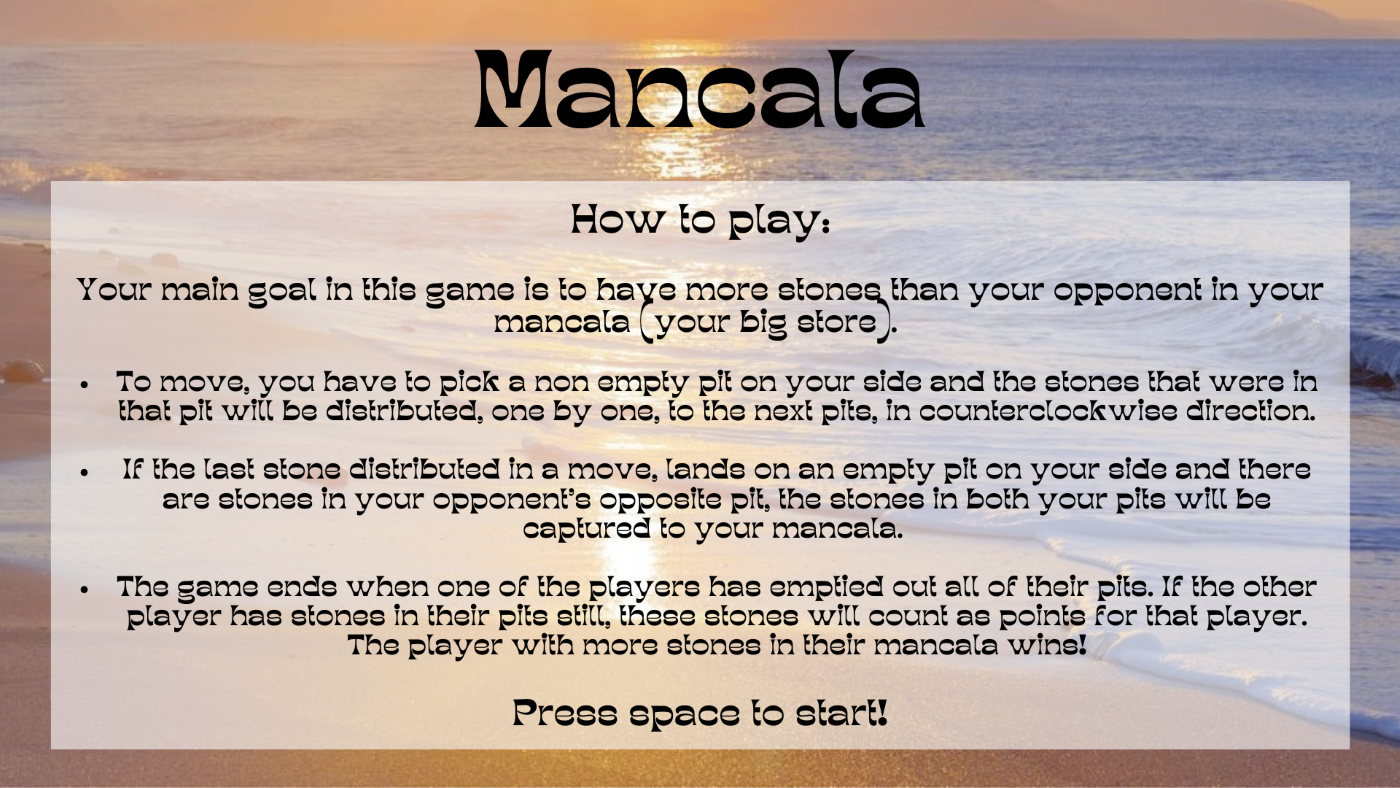 Mancala
How to play:
Your main goal in this game is to have more stones than your opponent in your
mancala (your big store).
• To move, you have to pick a non empty pit on your side and the stones that were in
that pit will be distributed, one by one, to the next pits, in counterclockwise direction.
• If the last stone distributed in a move, lands on an empty pit on your side and there
are stones in your opponent's opposite pit, the stones in both your pits will be
captured to your mancala.
• The game ends when one of the players has emptied out all of their pits. If the other
player has stones in their pits still, these stones will count as points for that player.
The player with more stones in their mancala wins!
Press space to start!